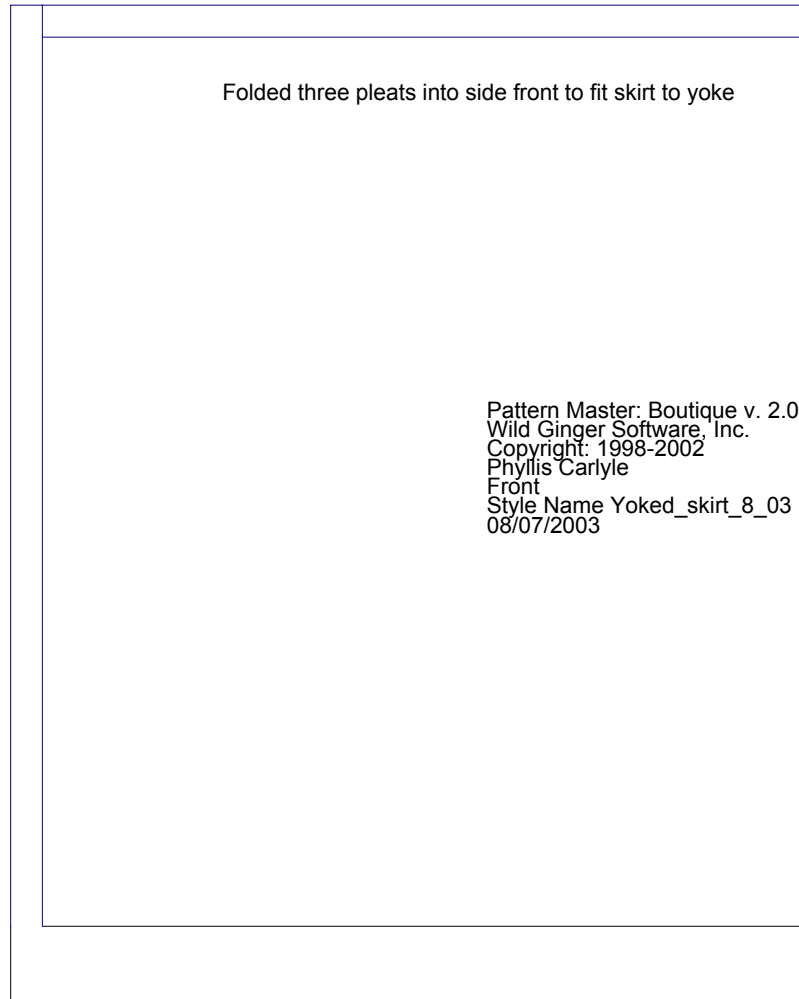 Folded three pleats into side front to fit skirt to yoke
Pattern Master: Boutique v. 2.0
Wild Ginger Software, Inc.
Copyright: 1998-2002
Phyllis Carlyle
Front
Style Name Yoked_skirt_8_03
08/07/2003